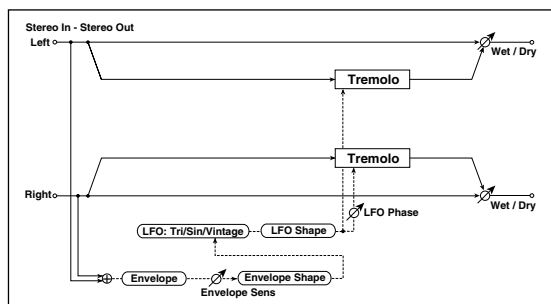 Stereo In - Stereo Out
Left
Wet / Dry
Tremolo
Tremolo
Right
Wet / Dry
LFO Phase
LFO: Tri/Sin/Vintage
LFO Shape
Envelope
Envelope Sens
Envelope Shape